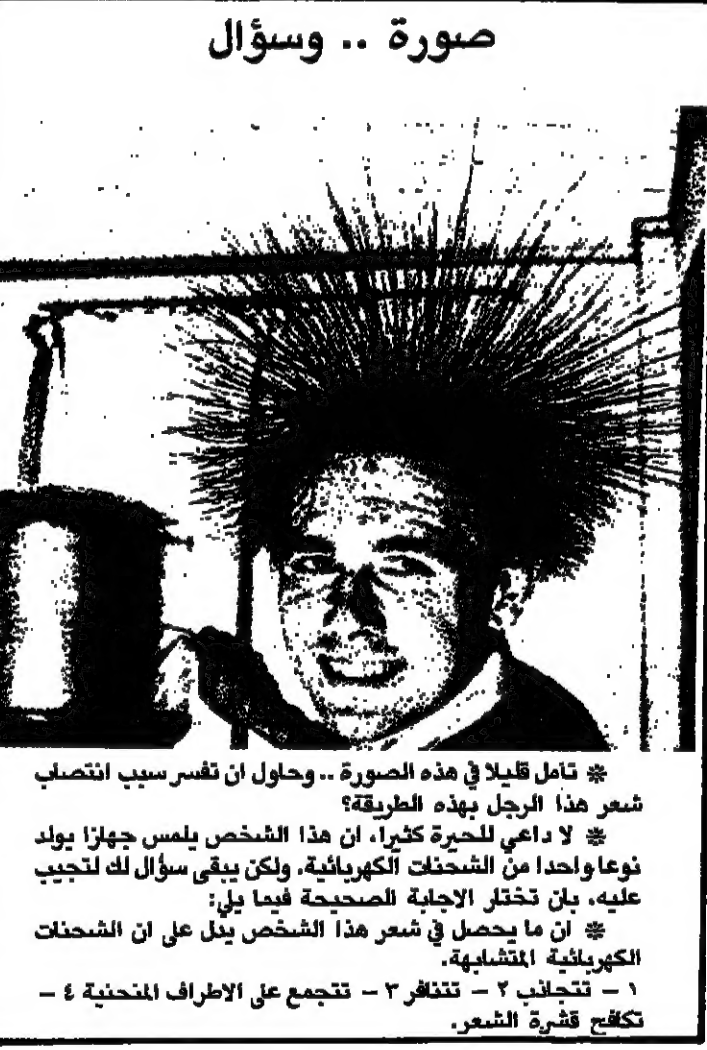 صورة .. وسؤال
※ تأمل قليلا في هذه الصورة .. وحاول ان تفسر سبب انتصاب
شعر هذا الرجل بهذه الطريقة؟
※ لا داعي للحيرة كثيرا، ان هذا الشخص يلمس جهازا يولد
نوعا واحدا من الشحنات الكهربائية، ولكن يبقى سؤال لك لتجيب
عليه، بان تختار الاجابة الصحيحة فيما يلي:
※ ان ما يحصل في شعر هذا الشخص يدل على ان الشحنات
الكهربائية المتشابهة.
١ – تتجاذب ٢ – تتنافر ٣ – تتجمع على الاطراف المنحنية ٤ –
تكافح قشرة الشعر.